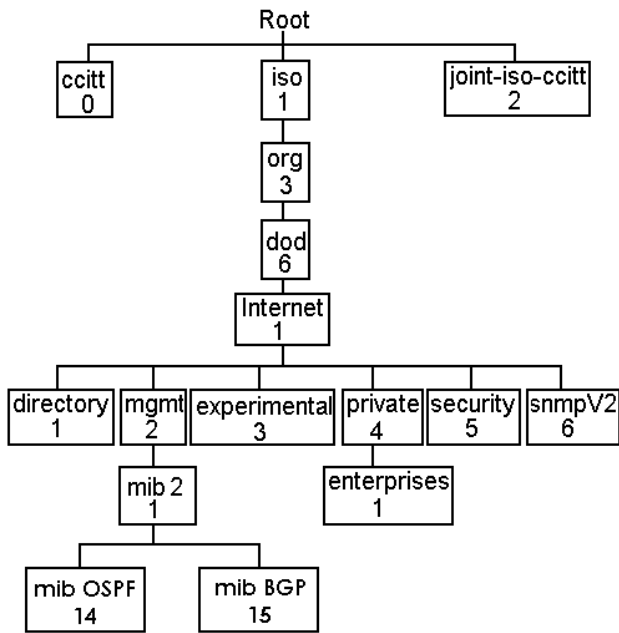 Root
ccitt
0
iso
1
joint-iso-ccitt
2
org
3
dod
6
Internet
1
directory
1
mgmt
2
experimental
3
private
4
security
5
snmpV2
6
mib 2
1
enterprises
1
mib OSPF
14
mib BGP
15